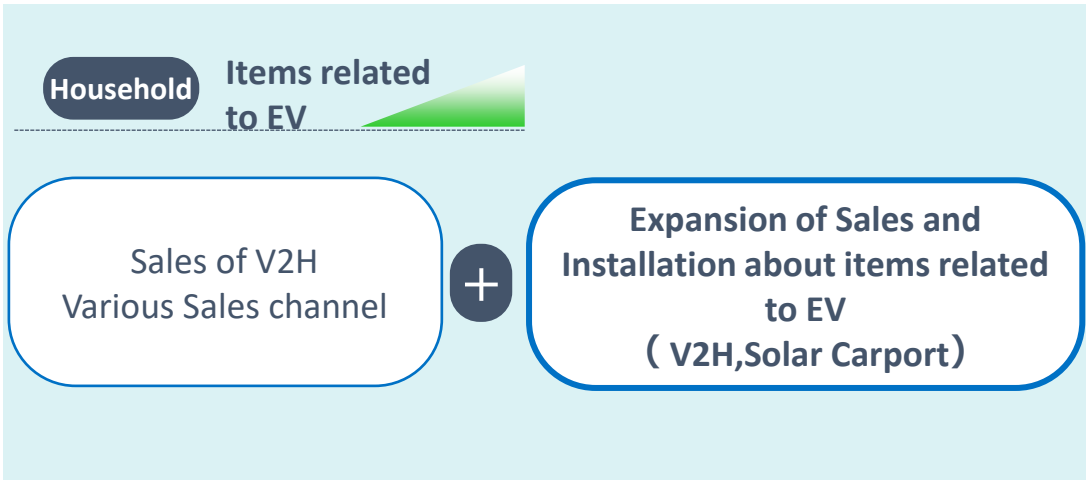 Household
Items related
to EV
Sales of V2H
Various Sales channel
+
Expansion of Sales and
Installation about items related
to EV
（ V2H,Solar Carport）